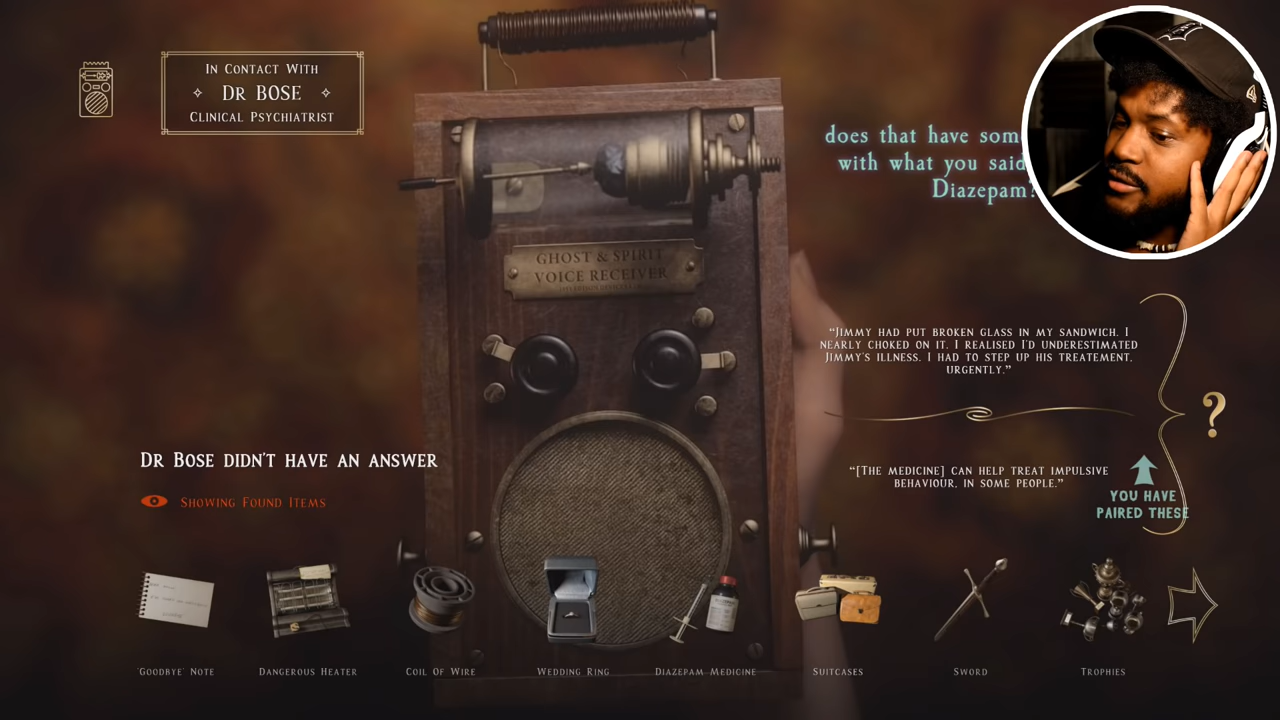 In Contact With
Dr BOSE
Clinical Psychiatrist
does that have som
with what you said
Diazepam?
GHOST & SPIRIT
VOICE RECEIVER
"Jimmy had put broken glass in my sandwich. I
nearly choked on it. I realised I'd underestimated
Jimmy's illness. I had to step up his treatement.
Urgently."
?
"[The medicine] can help treat impulsive
behaviour, in some people."
YOU HAVE
PAIRED THESE
Dr Bose didn't have an answer
Showing Found Items
'Goodbye' Note
Dangerous Heater
Coil Of Wire
Wedding Ring
Diazepam Medicine
Suitcases
Sword
Trophies